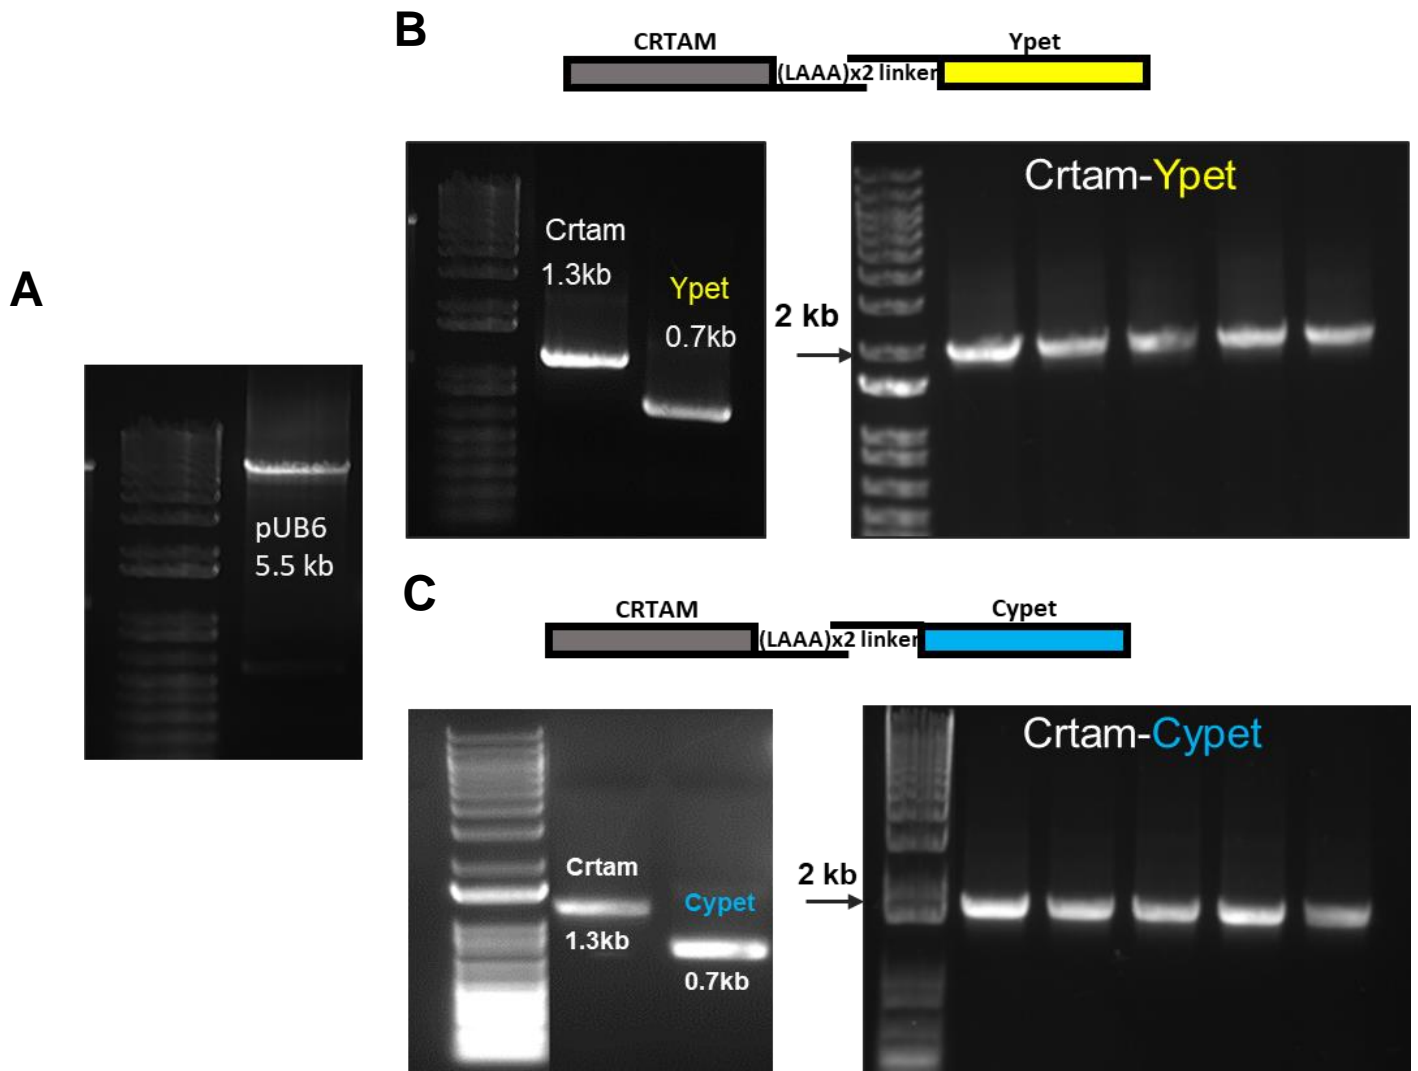 A
pUB6
5.5 kb
B
CRTAM
Ypet
(LAAA)x2 linker
Crtam
1.3kb
Ypet
0.7kb
2 kb
Crtam-Ypet
C
CRTAM
Cypet
(LAAA)x2 linker
Crtam
1.3kb
Cypet
0.7kb
2 kb
Crtam-Cypet